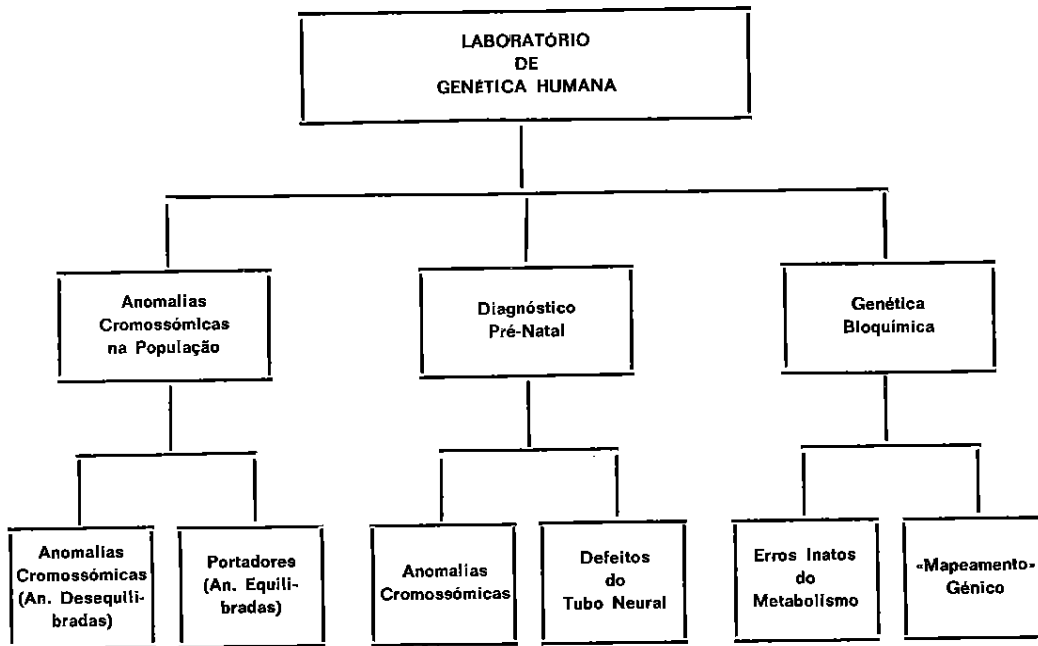 LABORATÓRIO
DE
GENÉTICA HUMANA
Anomalias
Cromossómicas
na População
Diagnóstico
Pré-Natal
Genética
Bloquímica
Anomalias
Cromossómicas
(An. Desequili-
bradas)
Portadores
(An. Equili-
bradas)
Anomalias
Cromossómicas
Defeitos
do
Tubo Neural
Erros Inatos
do
Metabolismo
«Mapeamento»
Génico